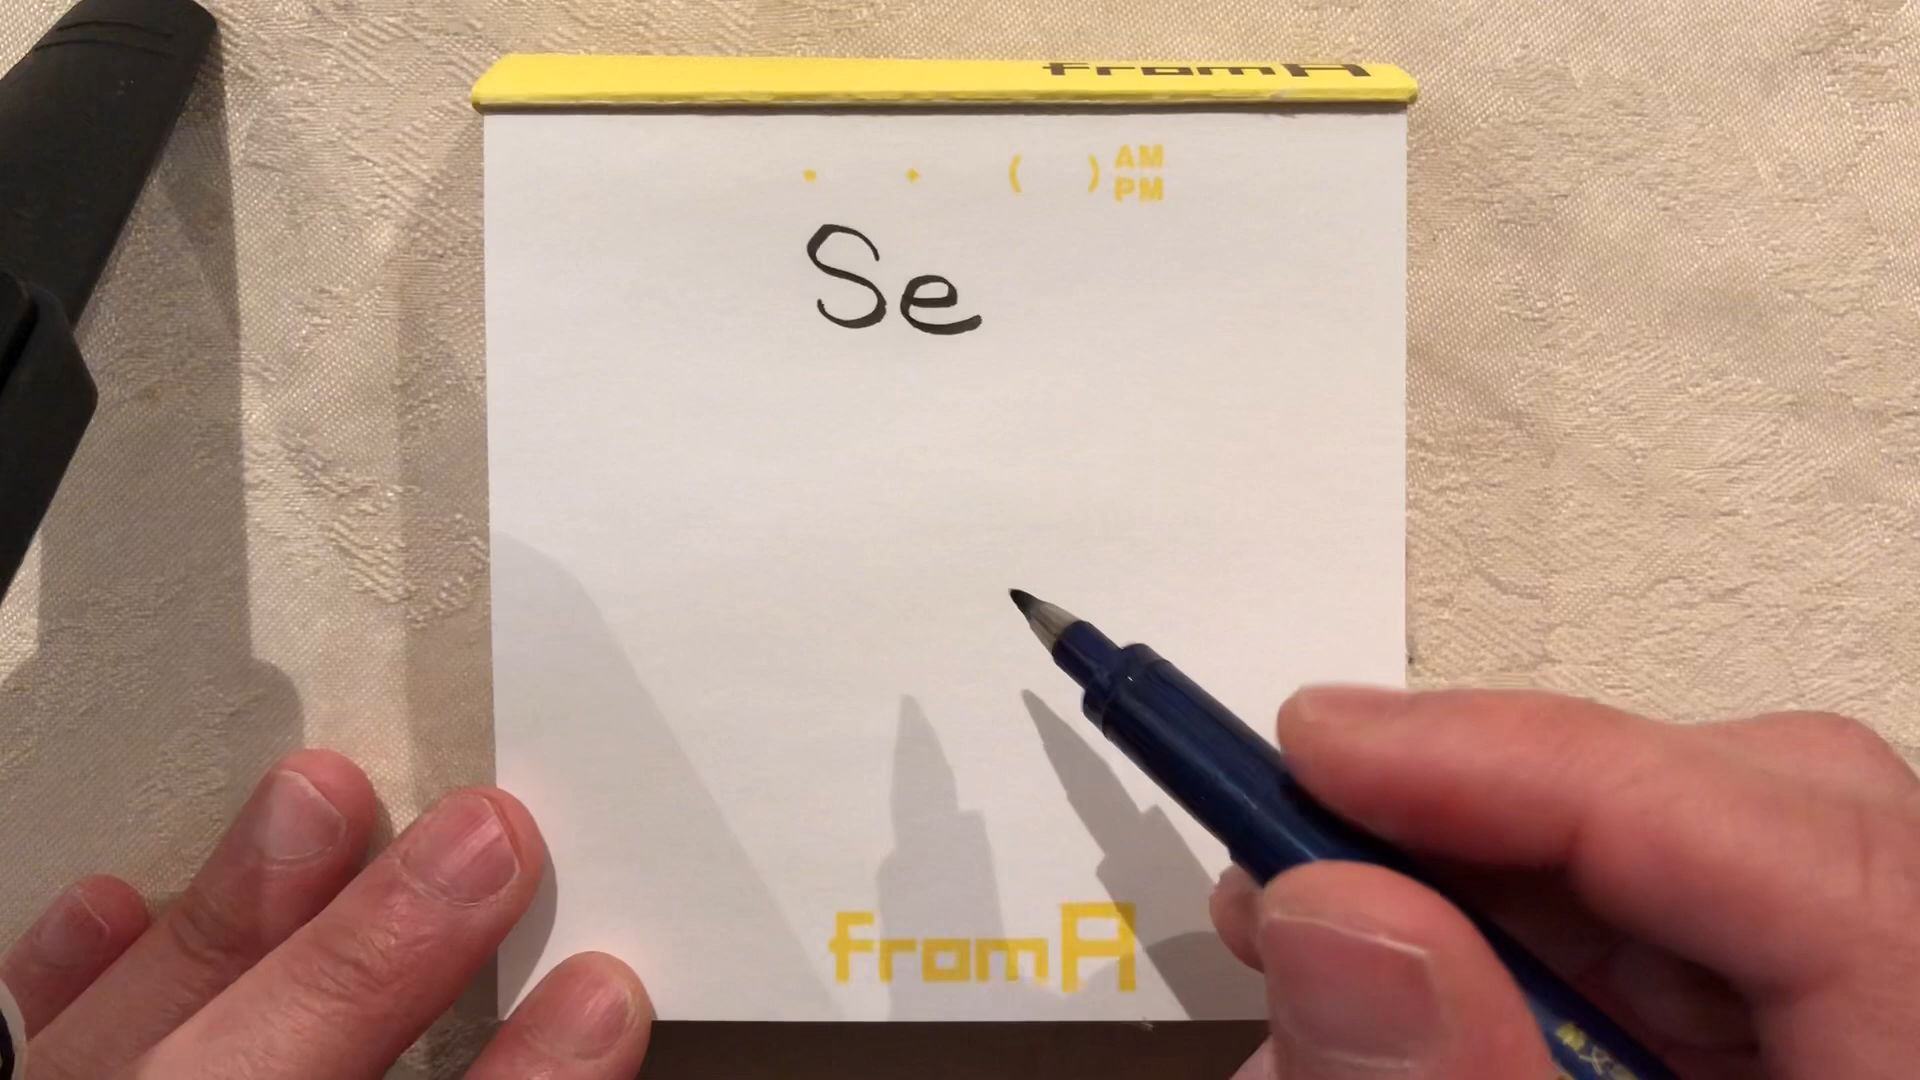 fromA
. . ( ) AM
PM
Se
fromA